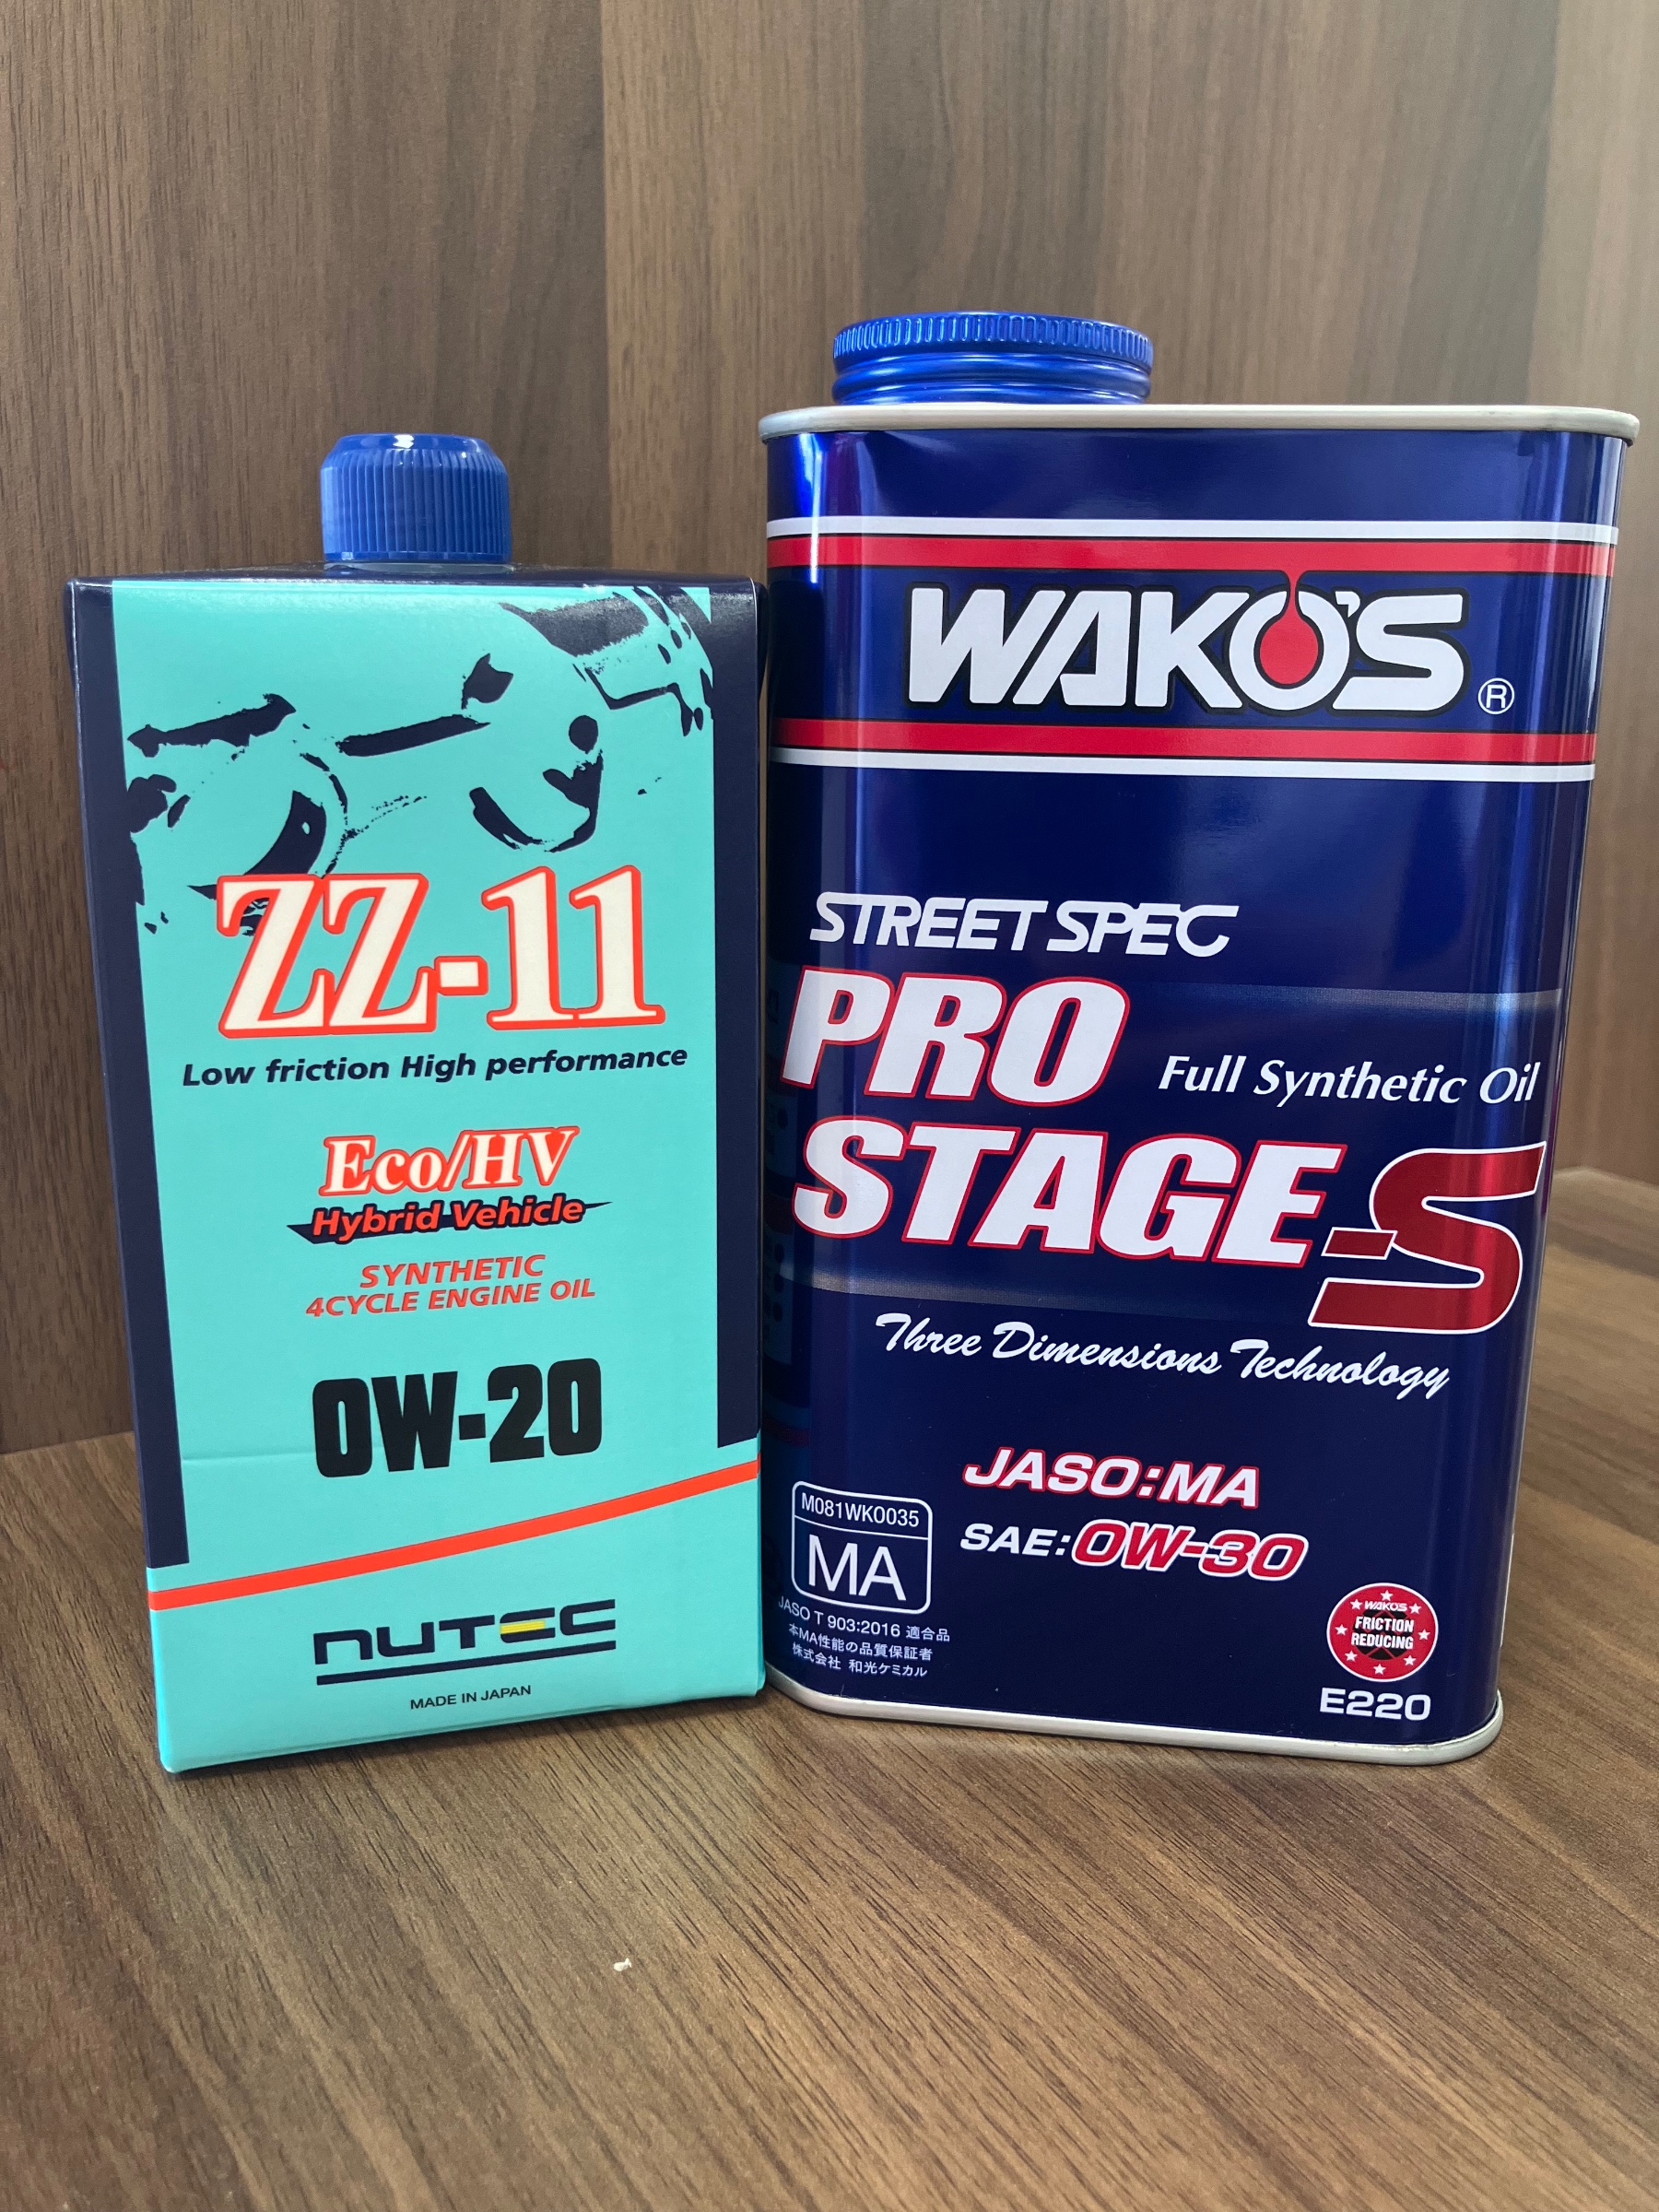 ZZ-11
Low friction High performance
Eco/HV
Hybrid Vehicle
SYNTHETIC
4CYCLE ENGINE OIL
0W-20
NUTEC
MADE IN JAPAN
WAKO'S ®
STREET SPEC
PRO
Full Synthetic Oil
STAGE-S
Three Dimensions Technology
JASO:MA
SAE:0W-30
M081WK0035
MA
JASO T 903:2016 適合品
本MA性能の品質保証者
株式会社 和光ケミカル
WAKO'S
FRICTION
REDUCING
E220